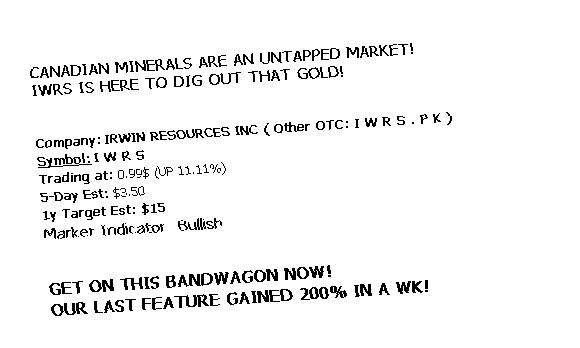 CANADIAN MINERALS ARE AN UNTAPPED MARKET!
IWRS IS HERE TO DIG OUT THAT GOLD!
Company: IRWIN RESOURCES INC ( Other OTC: I W R S . P K )
Symbol: I W R S
Trading at: 0.99$ (UP 11.11%)
5-Day Est: $3.50
1y Target Est: $15
Marker Indicator Bullish
GET ON THIS BANDWAGON NOW!
OUR LAST FEATURE GAINED 200% IN A WK!